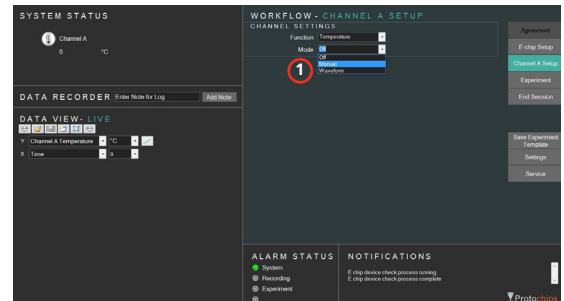 SYSTEM STATUS
Channel A
0 °C
DATA RECORDER
Enter Note for Log
Add Note
DATA VIEW- LIVE
Y Channel A Temperature °C
X Time s
WORKFLOW - CHANNEL A SETUP
CHANNEL SETTINGS
Function Temperature
Mode Off
Off
Manual
Waveform
1
Agreement
E-chip Setup
Channel A Setup
Experiment
End Session
Save Experiment
Template
Settings
Service
ALARM STATUS
System
Recording
Experiment
NOTIFICATIONS
E chip device check process running
E chip device check process complete
Protochips